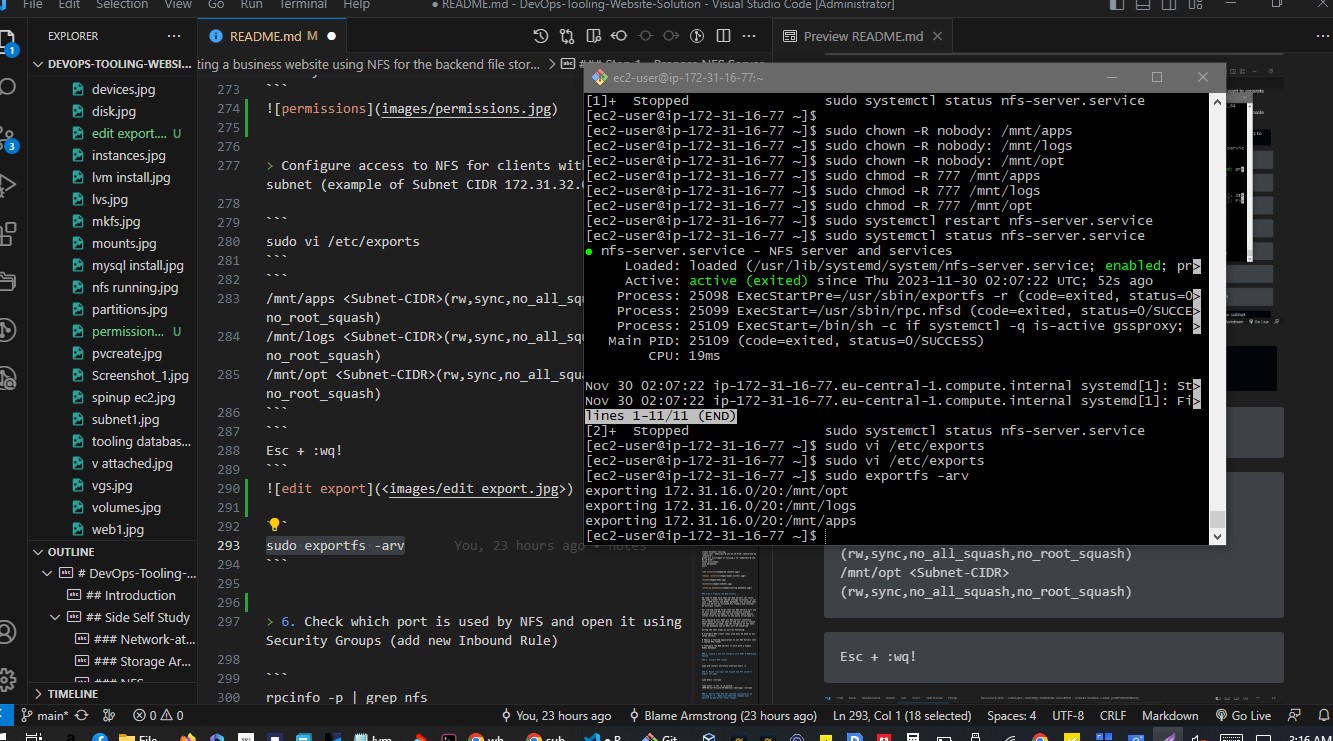 File Edit Selection View Go Run Terminal Help
README.md - DevOps-Tooling-Website-Solution - Visual Studio Code [Administrator]
EXPLORER
README.md M
Preview README.md
DEVOPS-TOOLING-WEBSI...
ting a business website using NFS for the backend file stor...
devices.jpg
disk.jpg
edit export.... U
instances.jpg
lvm install.jpg
lvs.jpg
mkfs.jpg
mounts.jpg
mysql install.jpg
nfs running.jpg
partitions.jpg
permission... U
pvcreate.jpg
Screenshot_1.jpg
spinup ec2.jpg
subnet1.jpg
tooling databas...
v attached.jpg
vgs.jpg
volumes.jpg
web1.jpg
OUTLINE
# DevOps-Tooling-...
## Introduction
## Side Self Study
### Network-at...
### Storage Ar...
TIMELINE
273 ```
274 ![permissions](images/permissions.jpg)
275
276
277 > Configure access to NFS for clients wit
subnet (example of Subnet CIDR 172.31.32.
278
279 ```
280 sudo vi /etc/exports
281 ```
282 ```
283 /mnt/apps <Subnet-CIDR>(rw,sync,no_all_squ
no_root_squash)
284 /mnt/logs <Subnet-CIDR>(rw,sync,no_all_squ
no_root_squash)
285 /mnt/opt <Subnet-CIDR>(rw,sync,no_all_squa
no_root_squash)
286 ```
287 ```
288 Esc + :wq!
289 ```
290 ![edit export](<images/edit export.jpg>)
291
292
293 sudo exportfs -arv You, 23 hours ago • notes
294 ```
295
296
297 > 6. Check which port is used by NFS and open it using
Security Groups (add new Inbound Rule)
298
299 ```
300 rpcinfo -p | grep nfs
ec2-user@ip-172-31-16-77:~
[1]+ Stopped sudo systemctl status nfs-server.service
[ec2-user@ip-172-31-16-77 ~]$
[ec2-user@ip-172-31-16-77 ~]$ sudo chown -R nobody: /mnt/apps
[ec2-user@ip-172-31-16-77 ~]$ sudo chown -R nobody: /mnt/logs
[ec2-user@ip-172-31-16-77 ~]$ sudo chown -R nobody: /mnt/opt
[ec2-user@ip-172-31-16-77 ~]$ sudo chmod -R 777 /mnt/apps
[ec2-user@ip-172-31-16-77 ~]$ sudo chmod -R 777 /mnt/logs
[ec2-user@ip-172-31-16-77 ~]$ sudo chmod -R 777 /mnt/opt
[ec2-user@ip-172-31-16-77 ~]$ sudo systemctl restart nfs-server.service
[ec2-user@ip-172-31-16-77 ~]$ sudo systemctl status nfs-server.service
● nfs-server.service - NFS server and services
Loaded: loaded (/usr/lib/systemd/system/nfs-server.service; enabled; pr>
Active: active (exited) since Thu 2023-11-30 02:07:22 UTC; 52s ago
Process: 25098 ExecStartPre=/usr/sbin/exportfs -r (code=exited, status=0>
Process: 25099 ExecStart=/usr/sbin/rpc.nfsd (code=exited, status=0/SUCCE>
Process: 25109 ExecStart=/bin/sh -c if systemctl -q is-active gssproxy; >
Main PID: 25109 (code=exited, status=0/SUCCESS)
CPU: 19ms
Nov 30 02:07:22 ip-172-31-16-77.eu-central-1.compute.internal systemd[1]: St>
Nov 30 02:07:22 ip-172-31-16-77.eu-central-1.compute.internal systemd[1]: Fi>
lines 1-11/11 (END)
[2]+ Stopped sudo systemctl status nfs-server.service
[ec2-user@ip-172-31-16-77 ~]$ sudo vi /etc/exports
[ec2-user@ip-172-31-16-77 ~]$ sudo vi /etc/exports
[ec2-user@ip-172-31-16-77 ~]$ sudo exportfs -arv
exporting 172.31.16.0/20:/mnt/opt
exporting 172.31.16.0/20:/mnt/logs
exporting 172.31.16.0/20:/mnt/apps
[ec2-user@ip-172-31-16-77 ~]$
(rw,sync,no_all_squash,no_root_squash)
/mnt/opt <Subnet-CIDR>
(rw,sync,no_all_squash,no_root_squash)
Esc + :wq!
main* 0 0
You, 23 hours ago
Blame Armstrong (23 hours ago)
Ln 293, Col 1 (18 selected)
Spaces: 4
UTF-8
CRLF
Markdown
Go Live